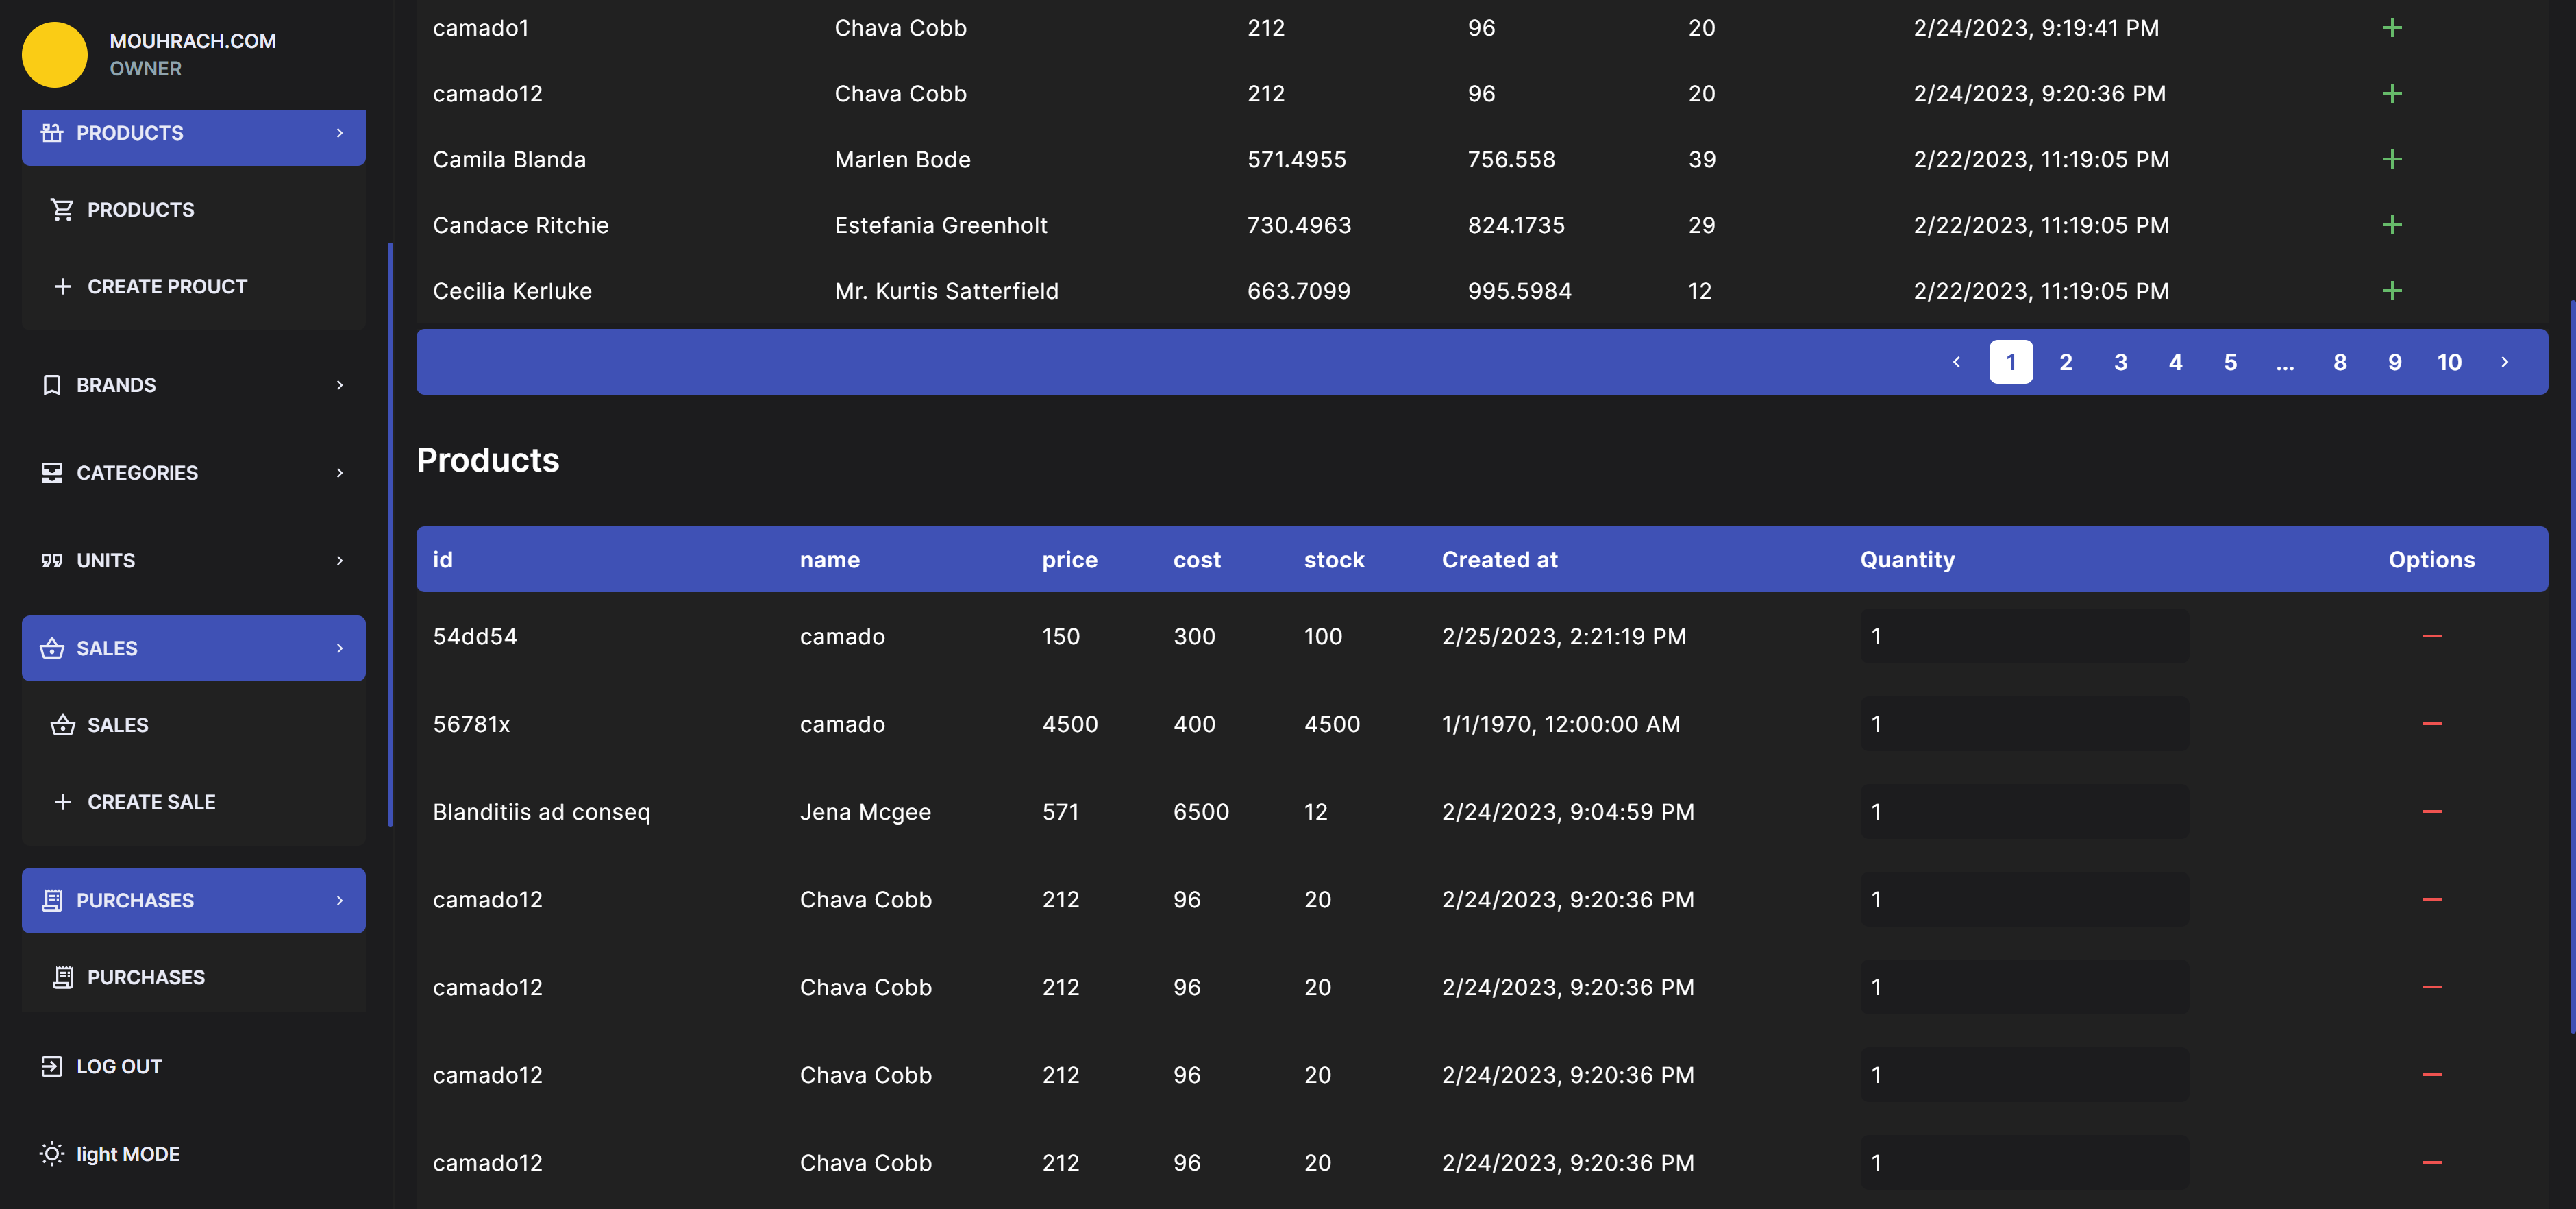 MOUHRACH.COM
OWNER
PRODUCTS
PRODUCTS
CREATE PROUCT
BRANDS
CATEGORIES
UNITS
SALES
SALES
CREATE SALE
PURCHASES
PURCHASES
LOG OUT
light MODE
camado1 Chava Cobb 212 96 20 2/24/2023, 9:19:41 PM
camado12 Chava Cobb 212 96 20 2/24/2023, 9:20:36 PM
Camila Blanda Marlen Bode 571.4955 756.558 39 2/22/2023, 11:19:05 PM
Candace Ritchie Estefania Greenholt 730.4963 824.1735 29 2/22/2023, 11:19:05 PM
Cecilia Kerluke Mr. Kurtis Satterfield 663.7099 995.5984 12 2/22/2023, 11:19:05 PM
1 2 3 4 5 ... 8 9 10
Products
id name price cost stock Created at Quantity Options
54dd54 camado 150 300 100 2/25/2023, 2:21:19 PM 1
56781x camado 4500 400 4500 1/1/1970, 12:00:00 AM 1
Blanditiis ad conseq Jena Mcgee 571 6500 12 2/24/2023, 9:04:59 PM 1
camado12 Chava Cobb 212 96 20 2/24/2023, 9:20:36 PM 1
camado12 Chava Cobb 212 96 20 2/24/2023, 9:20:36 PM 1
camado12 Chava Cobb 212 96 20 2/24/2023, 9:20:36 PM 1
camado12 Chava Cobb 212 96 20 2/24/2023, 9:20:36 PM 1